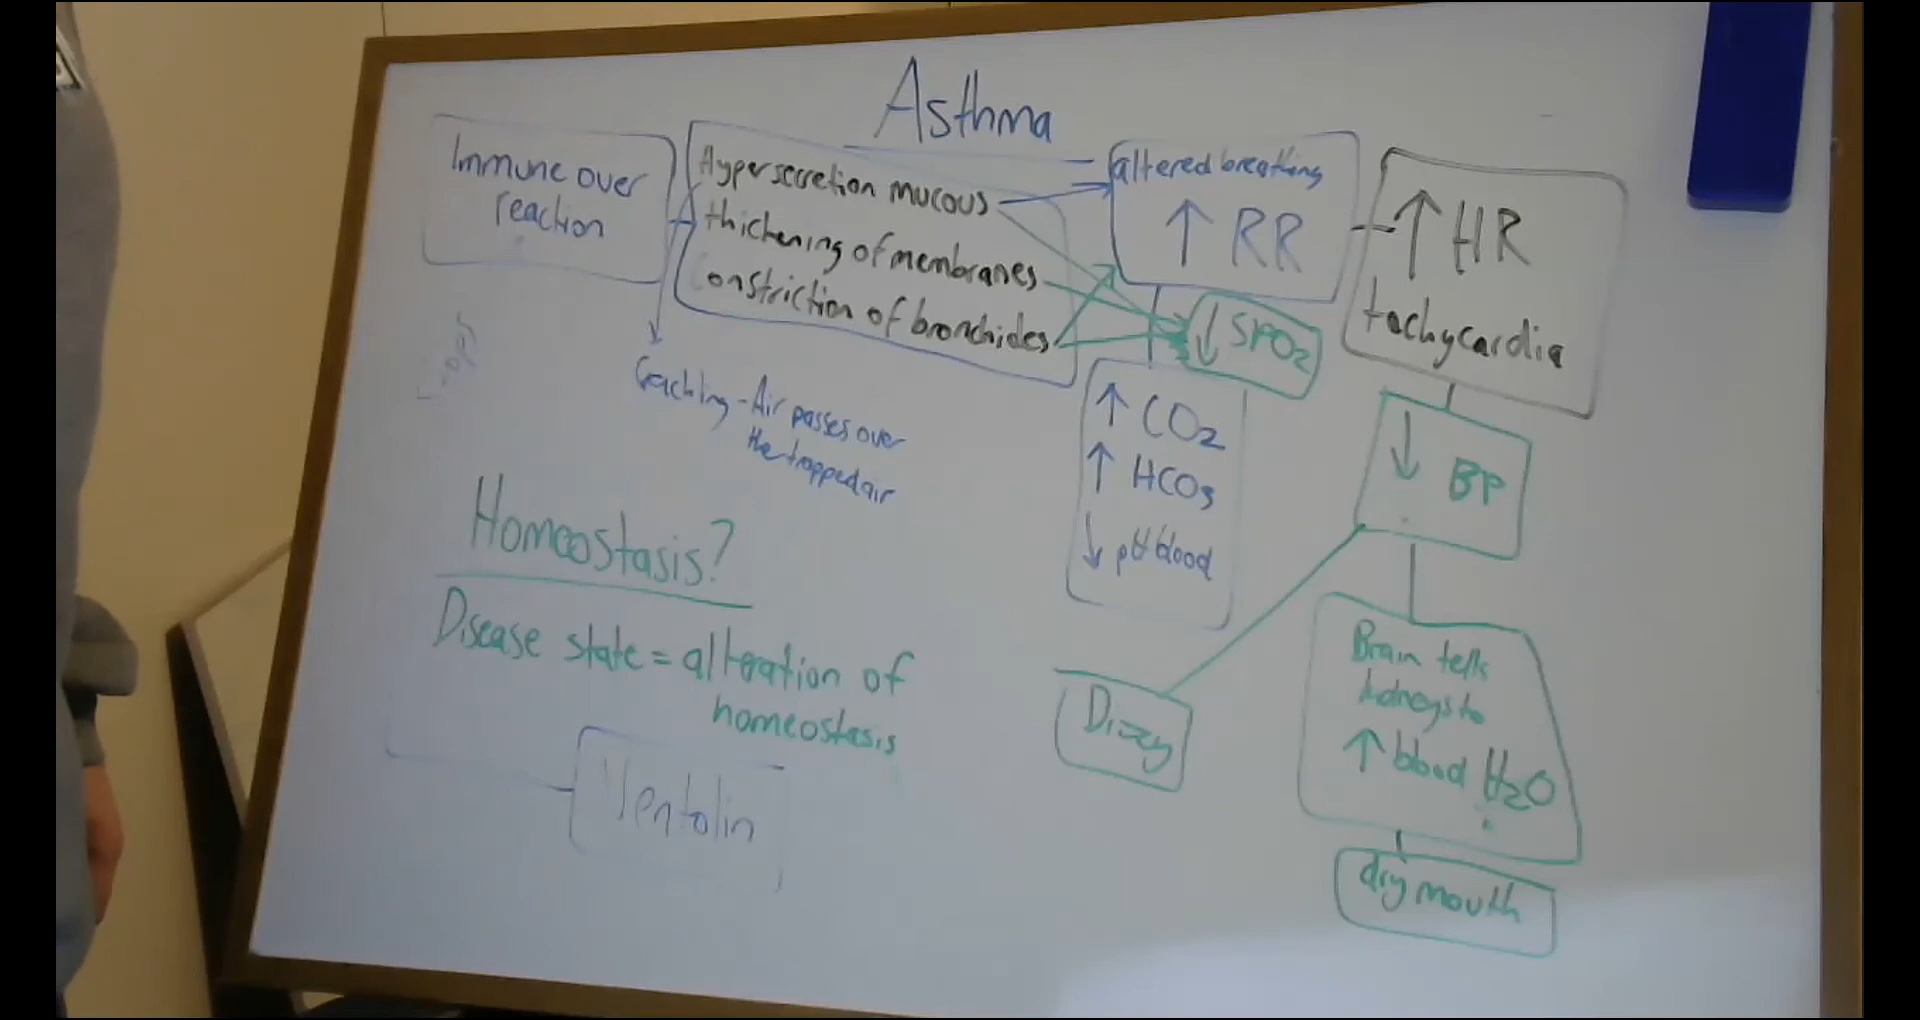 Asthma
Immune over
reaction
Hypersecretion mucous
thickening of membranes
Constriction of bronchides
altered breathing
↑ RR
↑ HR
tachycardia
↓ SPO2
Crackling - Air passes over
the trapped air
↑ CO2
↑ HCO3
↓ pH blood
↓ BP
Homeostasis?
Disease state = alteration of
homeostasis
Ventolin
Dizzy
Brain tells
kidneys to
↑ blood H2O
dry mouth